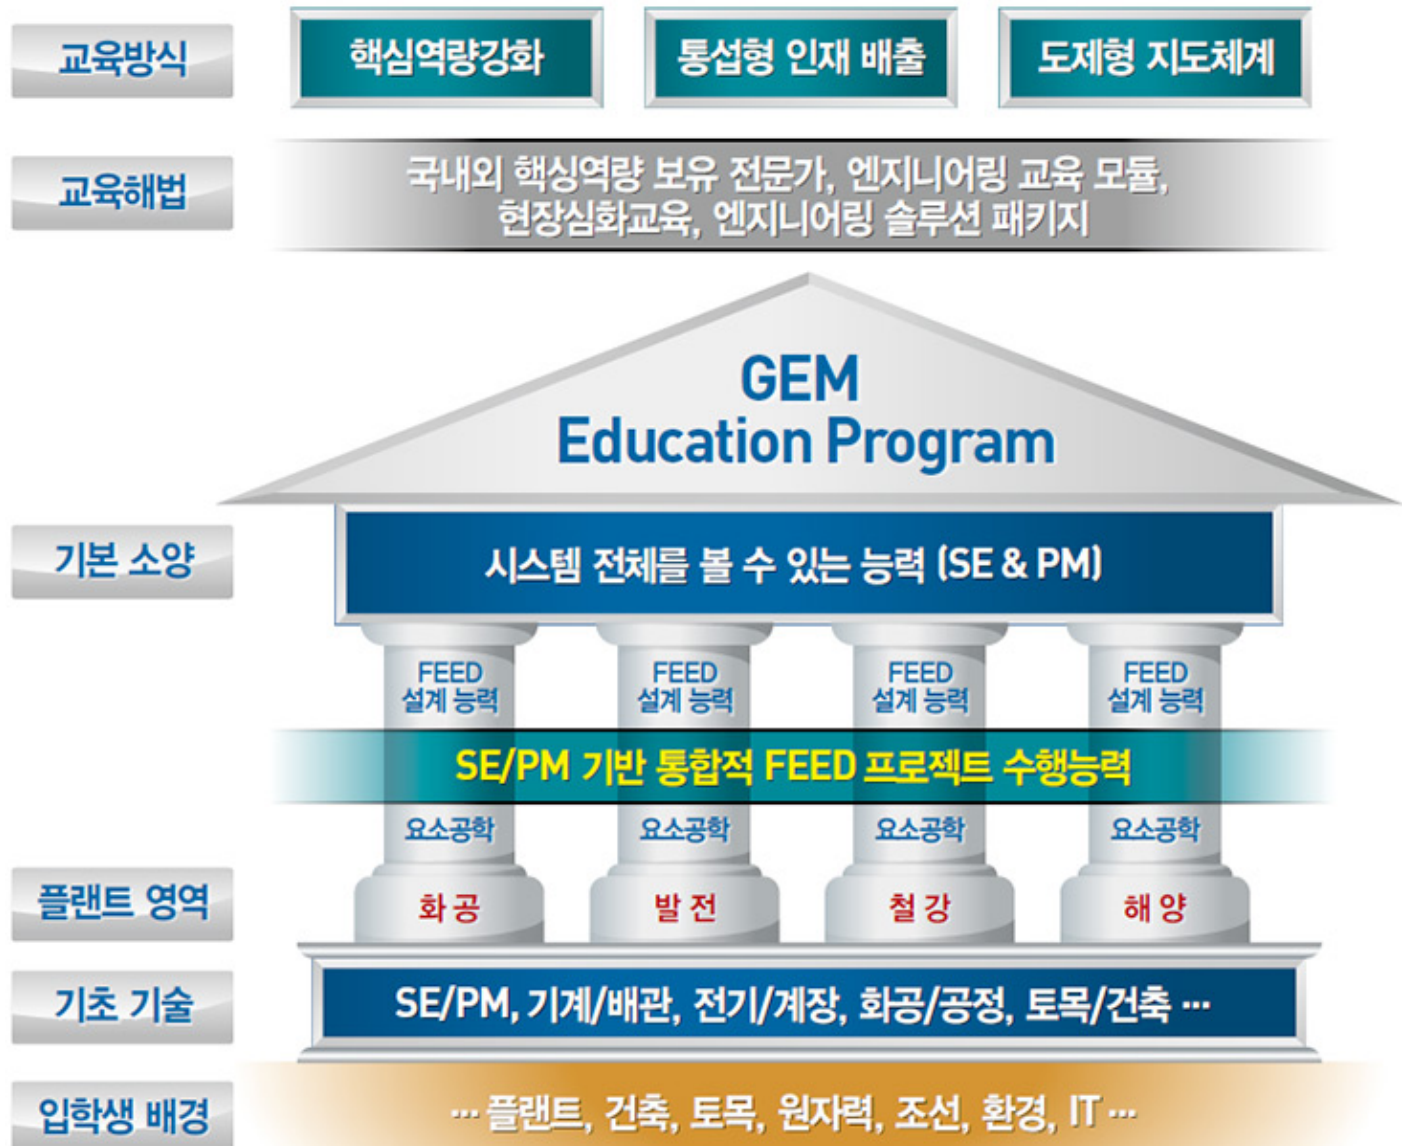 교육방식
핵심역량강화
통섭형 인재 배출
도제형 지도체계
교육해법
국내외 핵심역량 보유 전문가, 엔지니어링 교육 모듈,
현장심화교육, 엔지니어링 솔루션 패키지
GEM
Education Program
기본 소양
시스템 전체를 볼 수 있는 능력 (SE & PM)
FEED
설계 능력
FEED
설계 능력
FEED
설계 능력
FEED
설계 능력
SE/PM 기반 통합적 FEED 프로젝트 수행능력
요소공학
요소공학
요소공학
요소공학
플랜트 영역
화 공
발 전
철 강
해 양
기초 기술
SE/PM, 기계/배관, 전기/계장, 화공/공정, 토목/건축 ···
입학생 배경
··· 플랜트, 건축, 토목, 원자력, 조선, 환경, IT ···